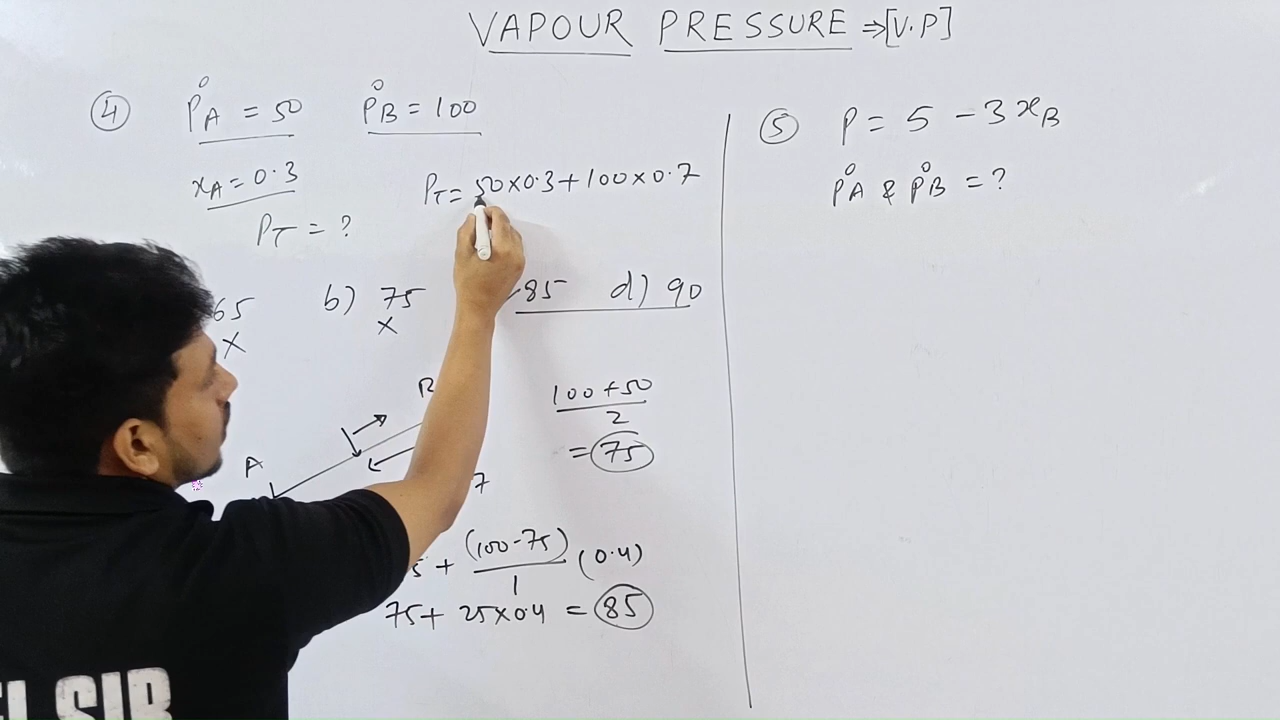 VAPOUR PRESSURE ⇒[V.P]
④ P°A = 50 P°B = 100
xA = 0.3
PT = ?
PT = 50×0.3+100×0.7
65 b) 75 85 d) 90
x x
A B
100+50
2
= 75
7
5 + (100-75) (0.4)
1
75+ 25×0.4 = 85
⑤ P = 5 - 3xB
P°A & P°B = ?
SIR